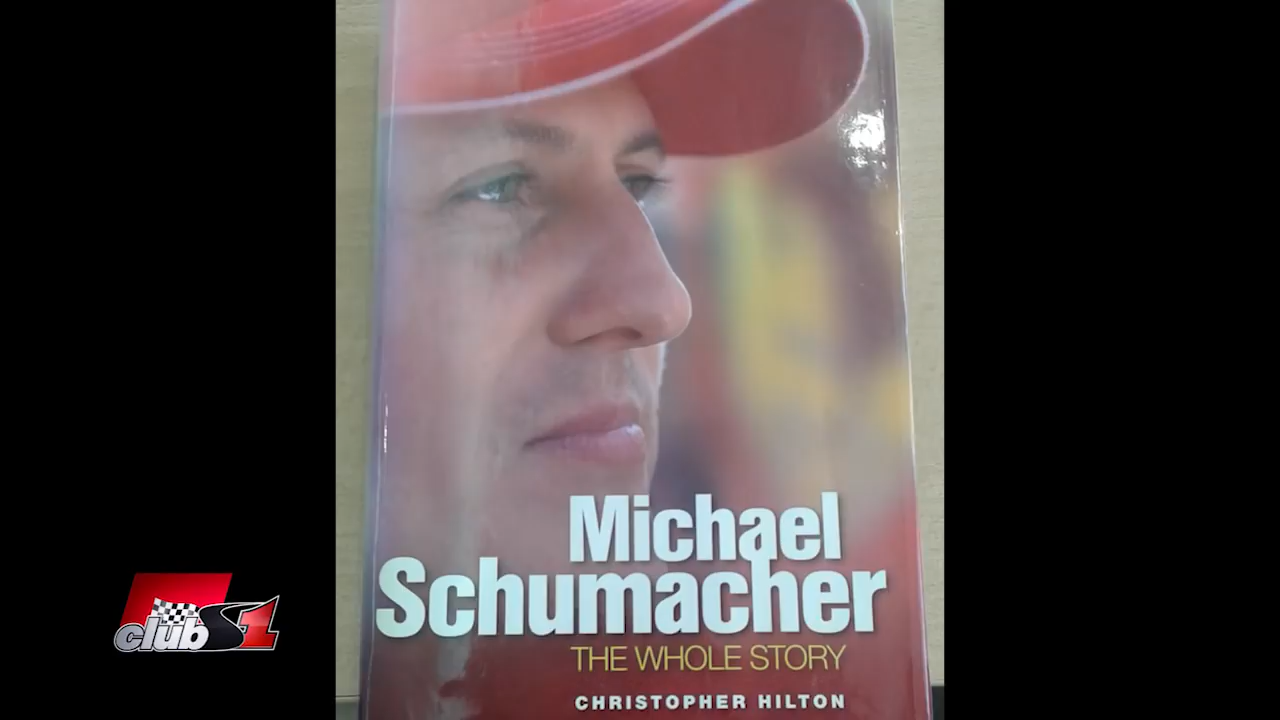 Michael
Schumacher
THE WHOLE STORY
CHRISTOPHER HILTON
clubS1